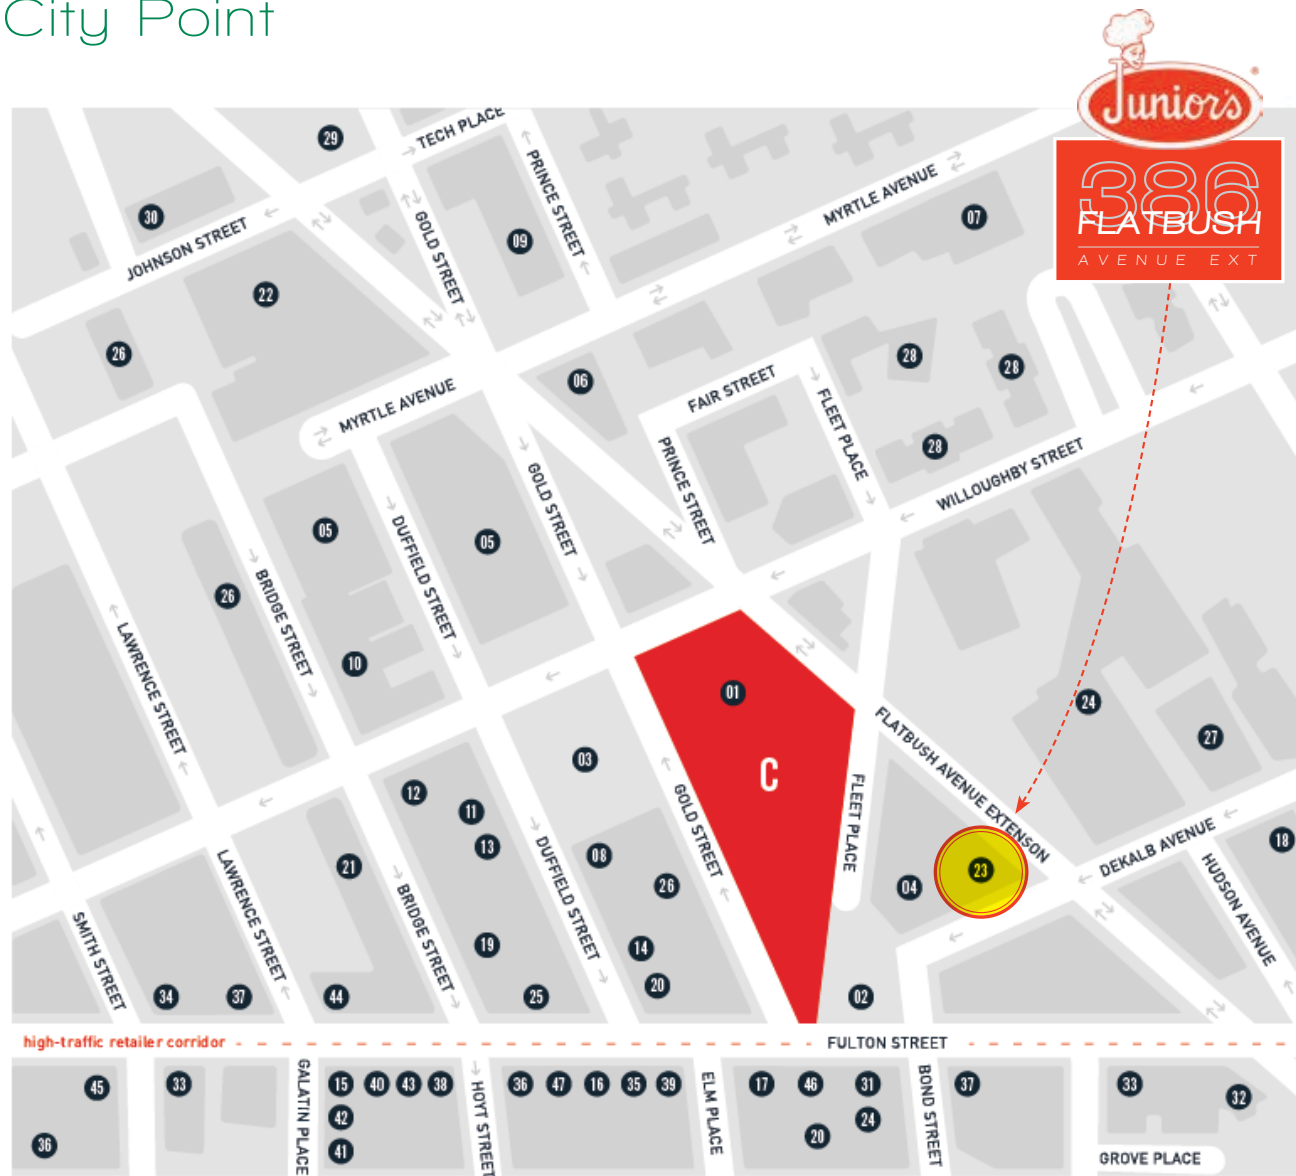 City Point
Junior's
®
386
FLATBUSH
AVENUE EXT
TECH PLACE
29
PRINCE STREET
MYRTLE AVENUE
30
JOHNSON STREET
GOLD STREET
09
07
22
26
06
28
28
FAIR STREET
MYRTLE AVENUE
FLEET PLACE
28
PRINCE STREET
WILLOUGHBY STREET
GOLD STREET
05
05
DUFFIELD STREET
26
BRIDGE STREET
LAWRENCE STREET
10
01
24
27
C
FLATBUSH AVENUE EXTENSON
03
12
11
13
GOLD STREET
FLEET PLACE
DEKALB AVENUE
18
21
08
26
04
23
LAWRENCE STREET
BRIDGE STREET
DUFFIELD STREET
HUDSON AVENUE
SMITH STREET
19
14
20
34
37
44
25
02
high-traffic retailer corridor
FULTON STREET
45
33
GALATIN PLACE
15
40
43
38
HOYT STREET
36
47
16
35
39
ELM PLACE
17
46
31
BOND STREET
37
33
32
42
24
36
41
20
GROVE PLACE